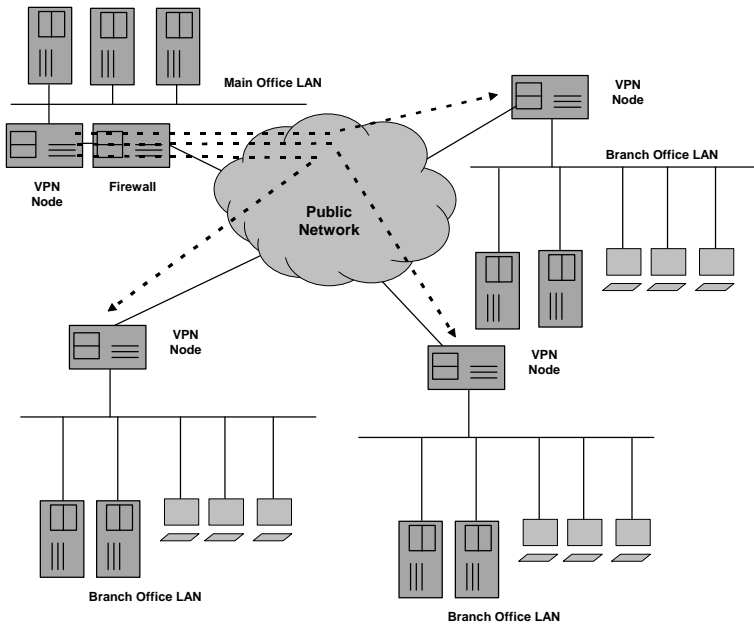 Main Office LAN
VPN
Node
Branch Office LAN
VPN
Node
Firewall
Public
Network
VPN
Node
VPN
Node
Branch Office LAN
Branch Office LAN